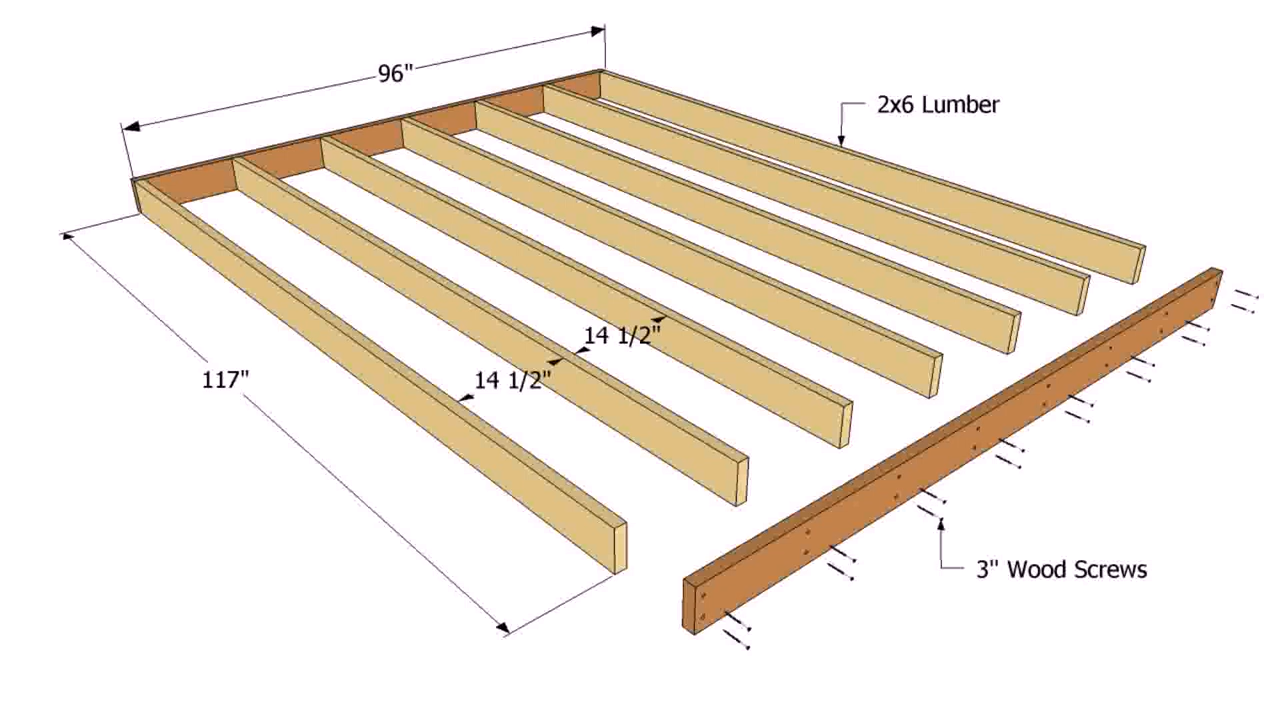 96"
2x6 Lumber
14 1/2"
14 1/2"
117"
3" Wood Screws